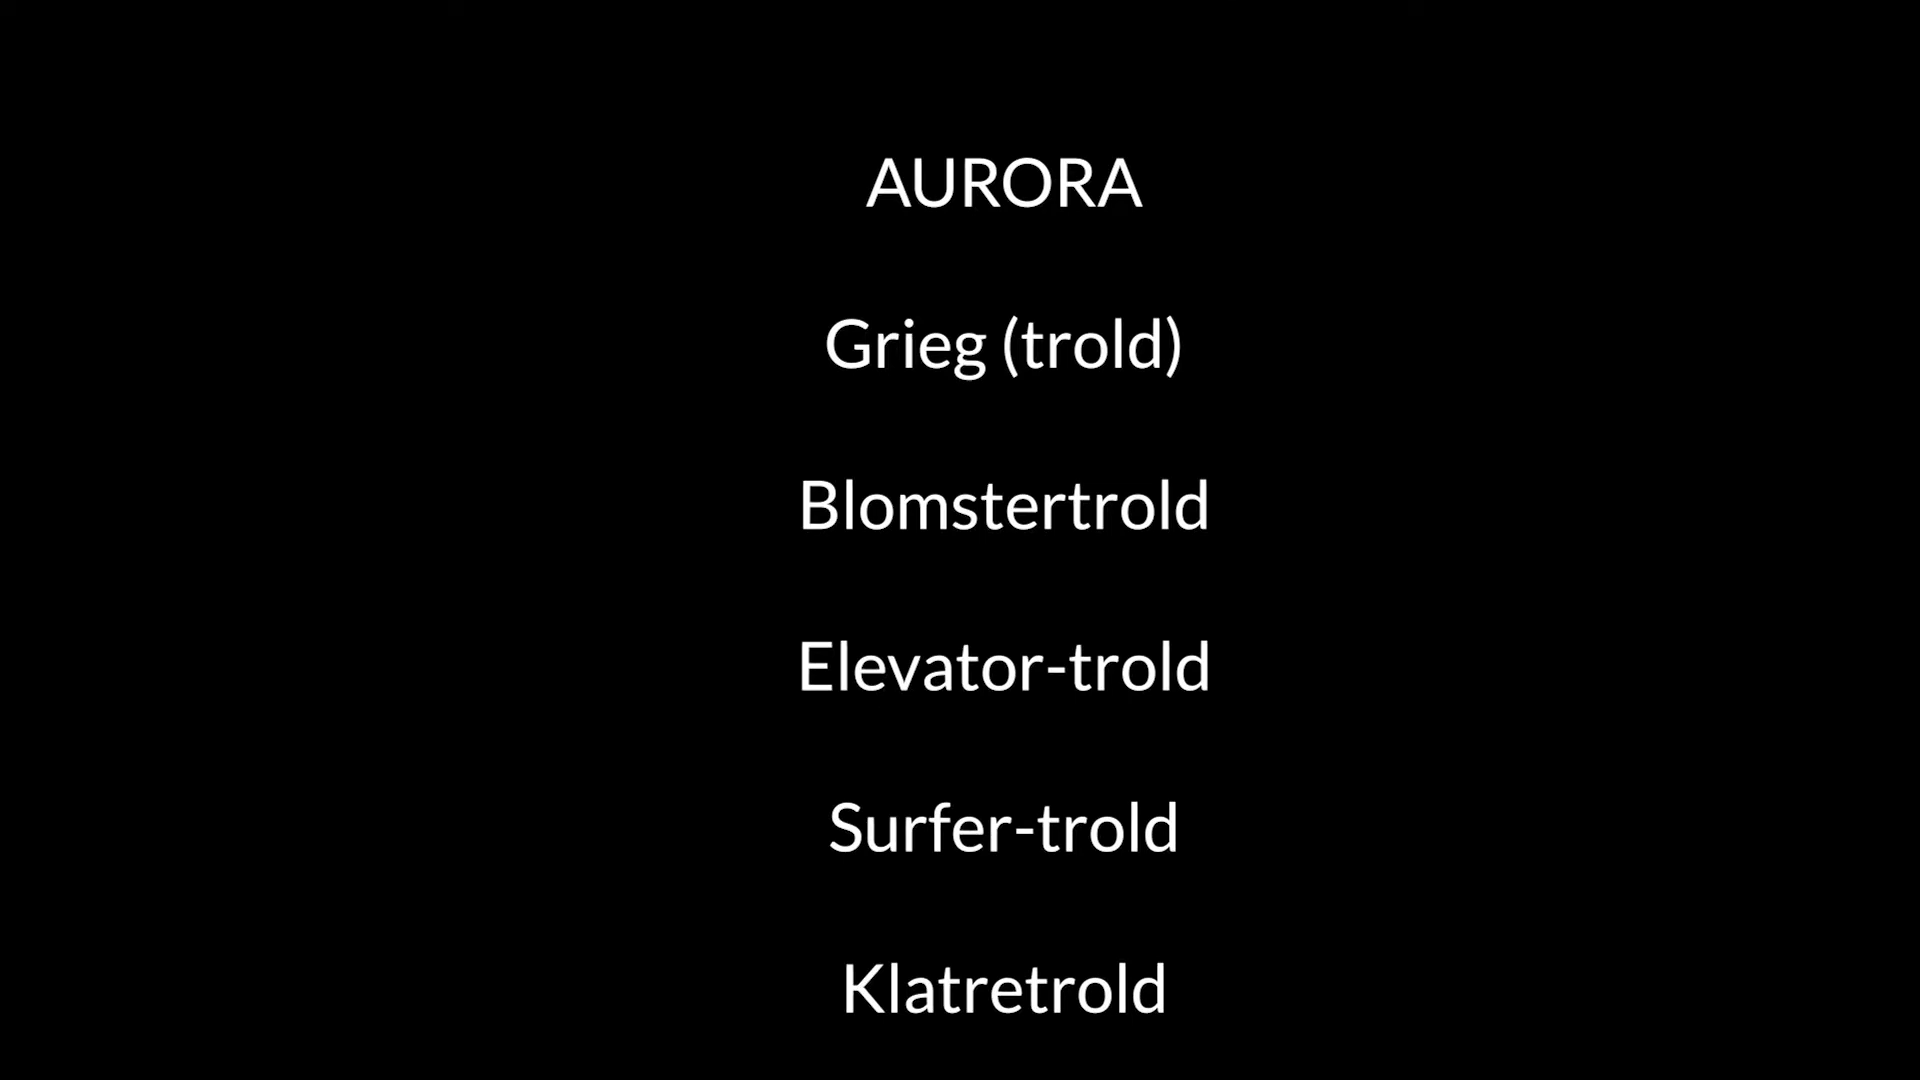 AURORA
Grieg (trold)
Blomstertrold
Elevator-trold
Surfer-trold
Klatretrold